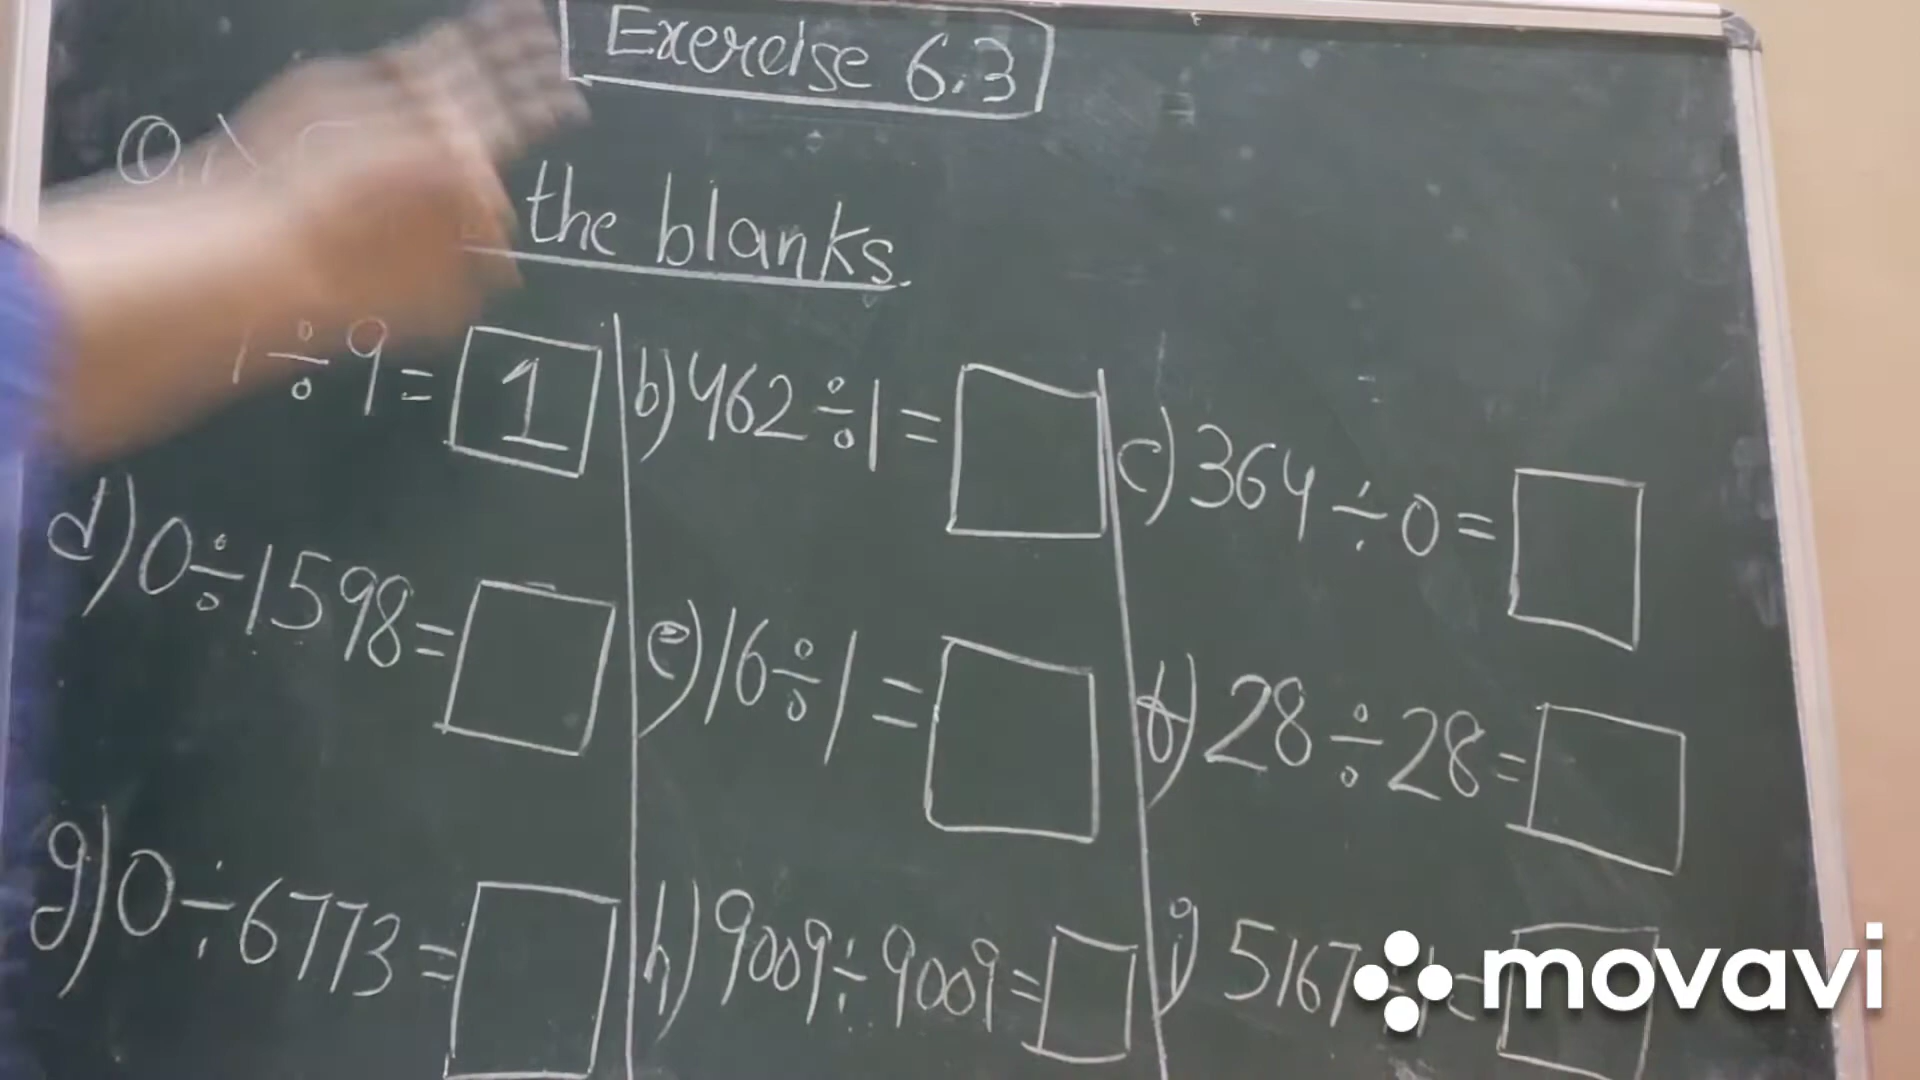 Exercise 6.3
Q.1
the blanks.
÷ 9 = 1
b) 462 ÷ 1 =
c) 364 ÷ 0 =
d) 0 ÷ 1598 =
e) 16 ÷ 1 =
f) 28 ÷ 28 =
g) 0 ÷ 6773 =
h) 9009 ÷ 9009 =
i) 5167
movavi